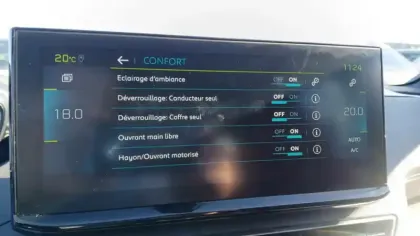 20°C ← CONFORT
Eclairage d'ambiance OFF ON 1124
Déverrouillage: Conducteur seul OFF ON
18.0 20.0
Déverrouillage: Coffre seul OFF ON
Ouvrant main libre OFF ON
AUTO
Hayon/Ouvrant motorisé OFF ON A/C